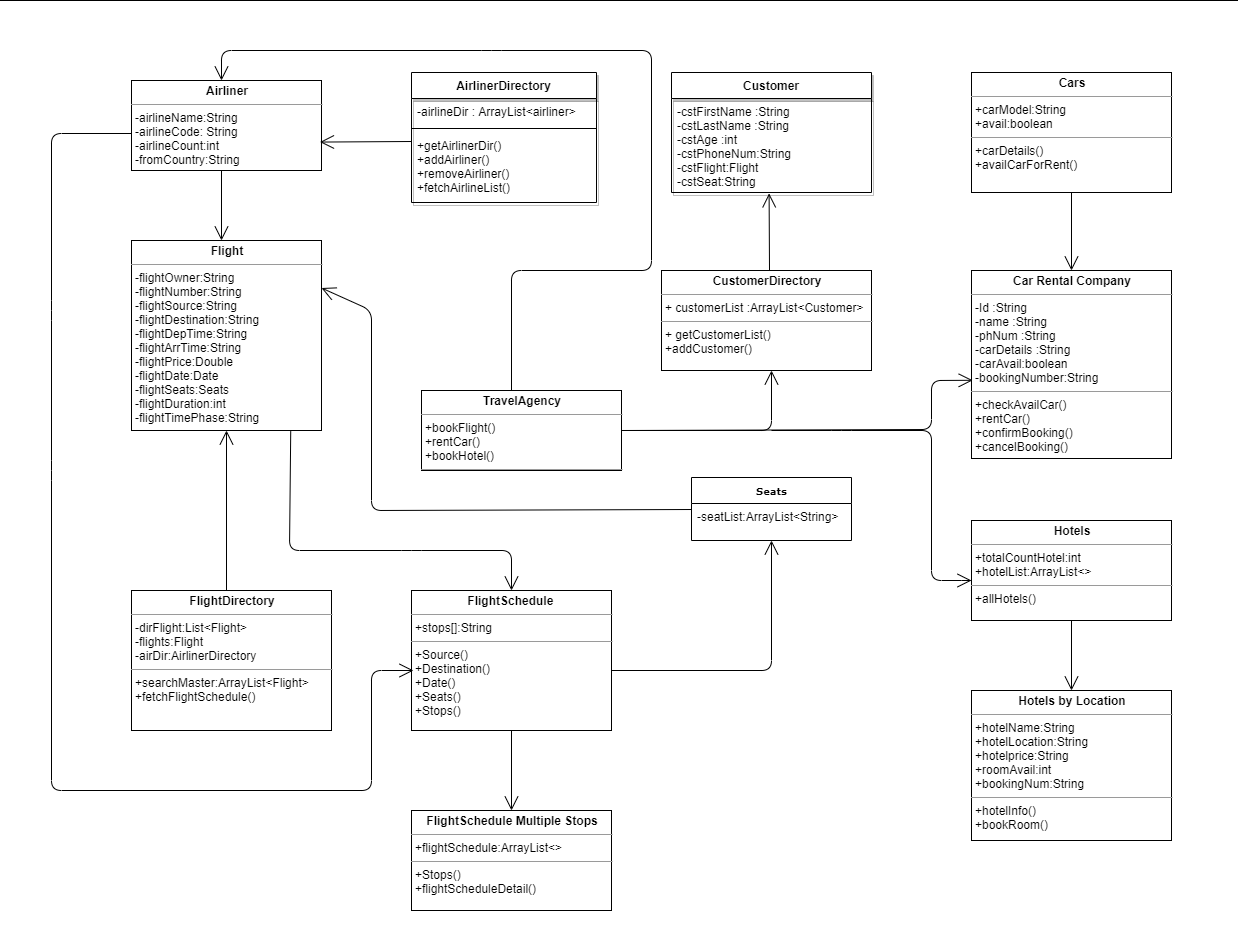 Airliner
-airlineName:String
-airlineCode: String
-airlineCount:int
-fromCountry:String
AirlinerDirectory
-airlineDir : ArrayList<airliner>
+getAirlinerDir()
+addAirliner()
+removeAirliner()
+fetchAirlineList()
Customer
-cstFirstName :String
-cstLastName :String
-cstAge :int
-cstPhoneNum:String
-cstFlight:Flight
-cstSeat:String
Cars
+carModel:String
+avail:boolean
+carDetails()
+availCarForRent()
Flight
-flightOwner:String
-flightNumber:String
-flightSource:String
-flightDestination:String
-flightDepTime:String
-flightArrTime:String
-flightPrice:Double
-flightDate:Date
-flightSeats:Seats
-flightDuration:int
-flightTimePhase:String
CustomerDirectory
+ customerList :ArrayList<Customer>
+ getCustomerList()
+addCustomer()
Car Rental Company
-Id :String
-name :String
-phNum :String
-carDetails :String
-carAvail:boolean
-bookingNumber:String
+checkAvailCar()
+rentCar()
+confirmBooking()
+cancelBooking()
TravelAgency
+bookFlight()
+rentCar()
+bookHotel()
Seats
-seatList:ArrayList<String>
Hotels
+totalCountHotel:int
+hotelList:ArrayList<>
+allHotels()
FlightDirectory
-dirFlight:List<Flight>
-flights:Flight
-airDir:AirlinerDirectory
+searchMaster:ArrayList<Flight>
+fetchFlightSchedule()
FlightSchedule
+stops[]:String
+Source()
+Destination()
+Date()
+Seats()
+Stops()
Hotels by Location
+hotelName:String
+hotelLocation:String
+hotelprice:String
+roomAvail:int
+bookingNum:String
+hotelInfo()
+bookRoom()
FlightSchedule Multiple Stops
+flightSchedule:ArrayList<>
+Stops()
+flightScheduleDetail()